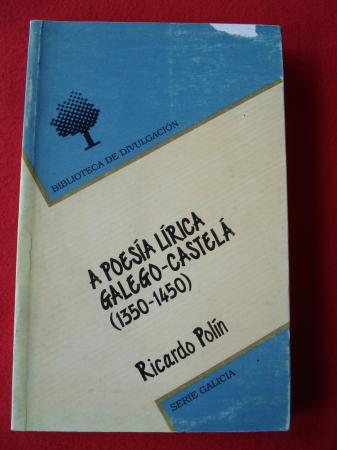 BIBLIOTECA DE DIVULGACIÓN
A POESÍA LÍRICA
GALEGO-CASTELÁ
(1350-1450)
Ricardo Polín
SERIE GALICIA